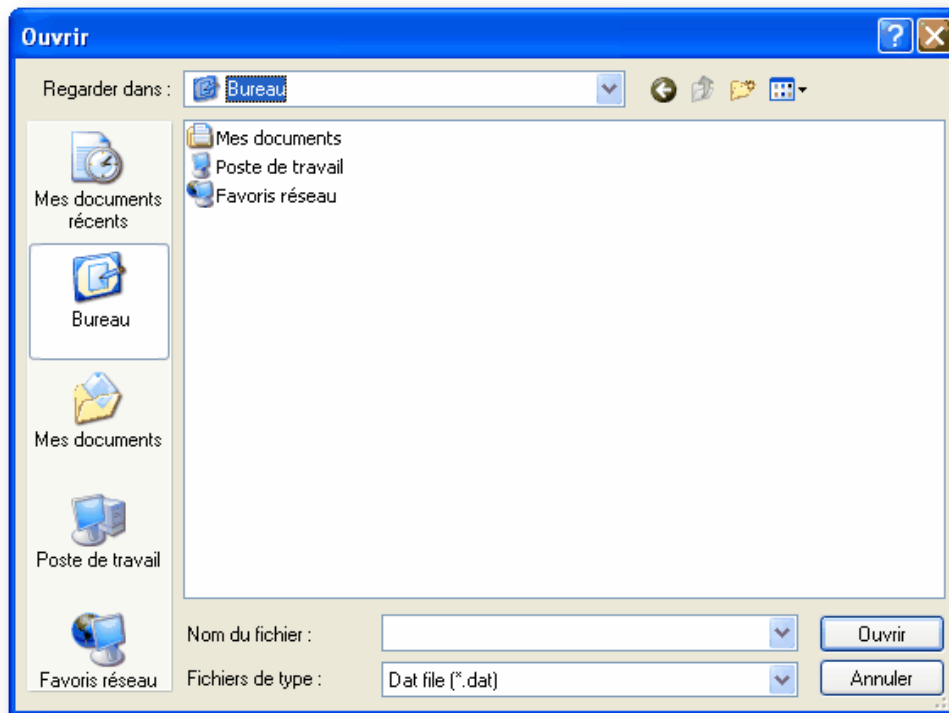 Ouvrir
Regarder dans :
Bureau
Mes documents
récents
Bureau
Mes documents
Poste de travail
Favoris réseau
Mes documents
Poste de travail
Favoris réseau
Nom du fichier :
Ouvrir
Fichiers de type :
Dat file (*.dat)
Annuler